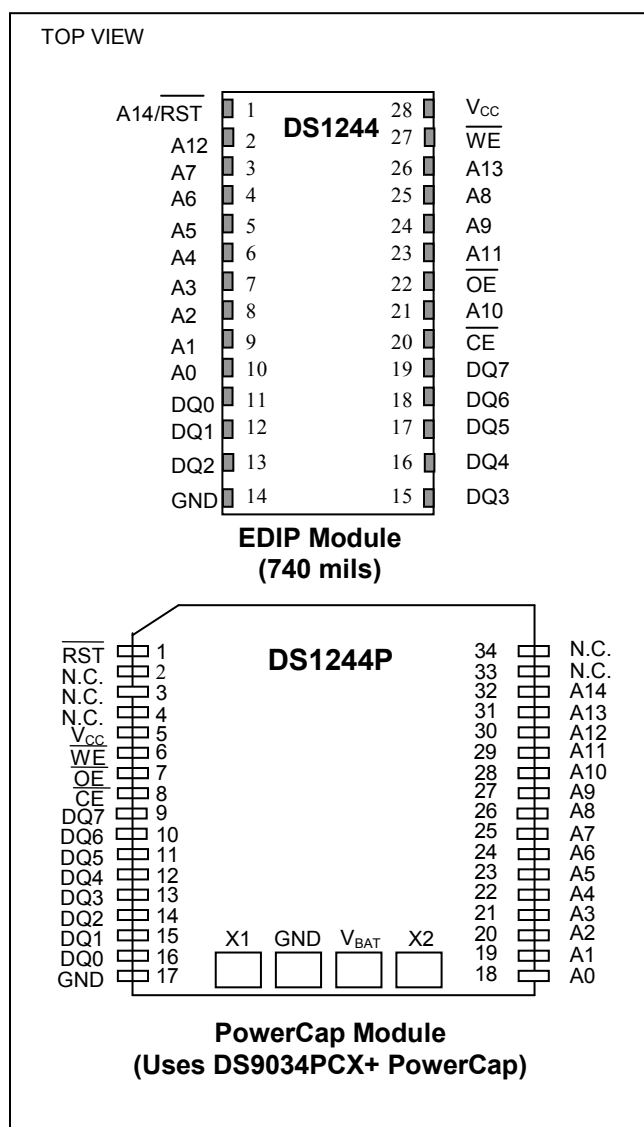 TOP VIEW
A14/RST 1 DS1244 28 VCC
A12 2 27 WE
A7 3 26 A13
A6 4 25 A8
A5 5 24 A9
A4 6 23 A11
A3 7 22 OE
A2 8 21 A10
A1 9 20 CE
A0 10 19 DQ7
DQ0 11 18 DQ6
DQ1 12 17 DQ5
DQ2 13 16 DQ4
GND 14 15 DQ3
EDIP Module
(740 mils)
RST 1 DS1244P 34 N.C.
N.C. 2 33 N.C.
N.C. 3 32 A14
N.C. 4 31 A13
VCC 5 30 A12
WE 6 29 A11
OE 7 28 A10
CE 8 27 A9
DQ7 9 26 A8
DQ6 10 25 A7
DQ5 11 24 A6
DQ4 12 23 A5
DQ3 13 22 A4
DQ2 14 21 A3
DQ1 15 20 A2
DQ0 16 19 A1
GND 17 18 A0
X1 GND VBAT X2
PowerCap Module
(Uses DS9034PCX+ PowerCap)